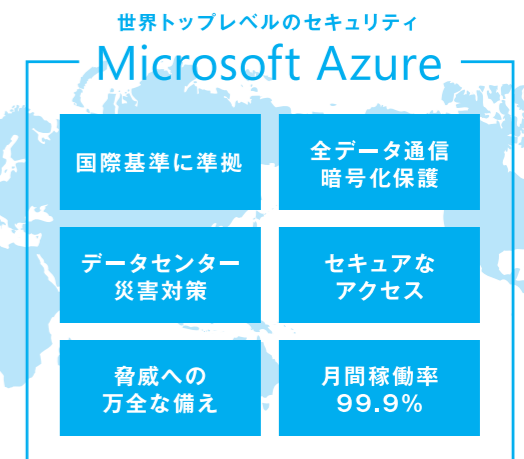 世界トップレベルのセキュリティ
Microsoft Azure
国際基準に準拠
全データ通信
暗号化保護
データセンター
災害対策
セキュアな
アクセス
脅威への
万全な備え
月間稼働率
99.9%